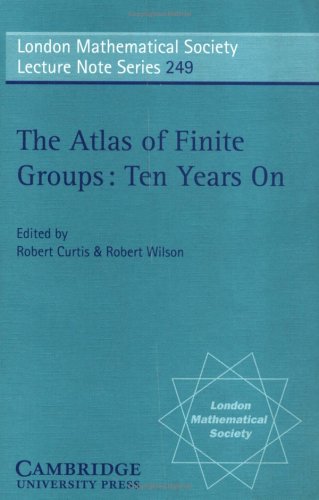 London Mathematical Society
Lecture Note Series 249
The Atlas of Finite
Groups: Ten Years On
Edited by
Robert Curtis & Robert Wilson
London
Mathematical
Society
CAMBRIDGE
UNIVERSITY PRESS